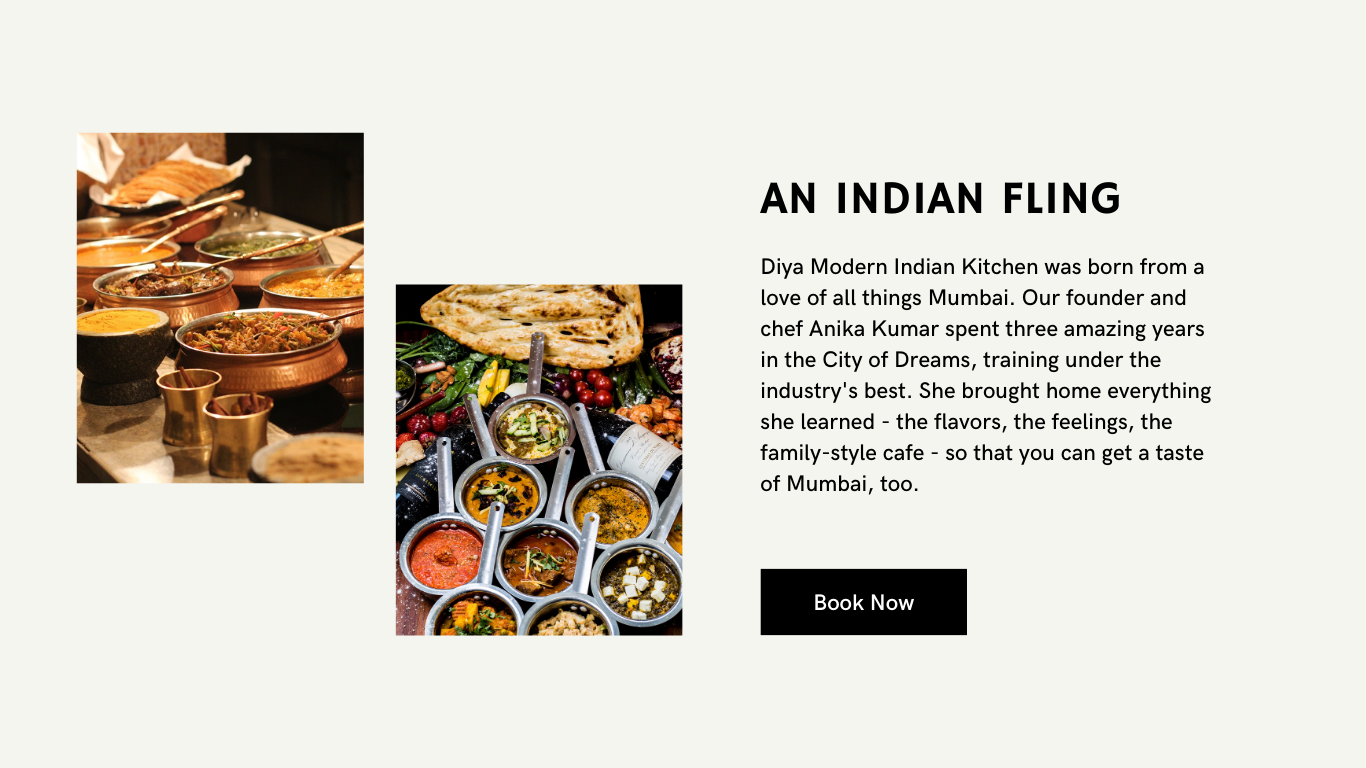 AN INDIAN FLING
Diya Modern Indian Kitchen was born from a
love of all things Mumbai. Our founder and
chef Anika Kumar spent three amazing years
in the City of Dreams, training under the
industry's best. She brought home everything
she learned - the flavors, the feelings, the
family-style cafe - so that you can get a taste
of Mumbai, too.
Book Now